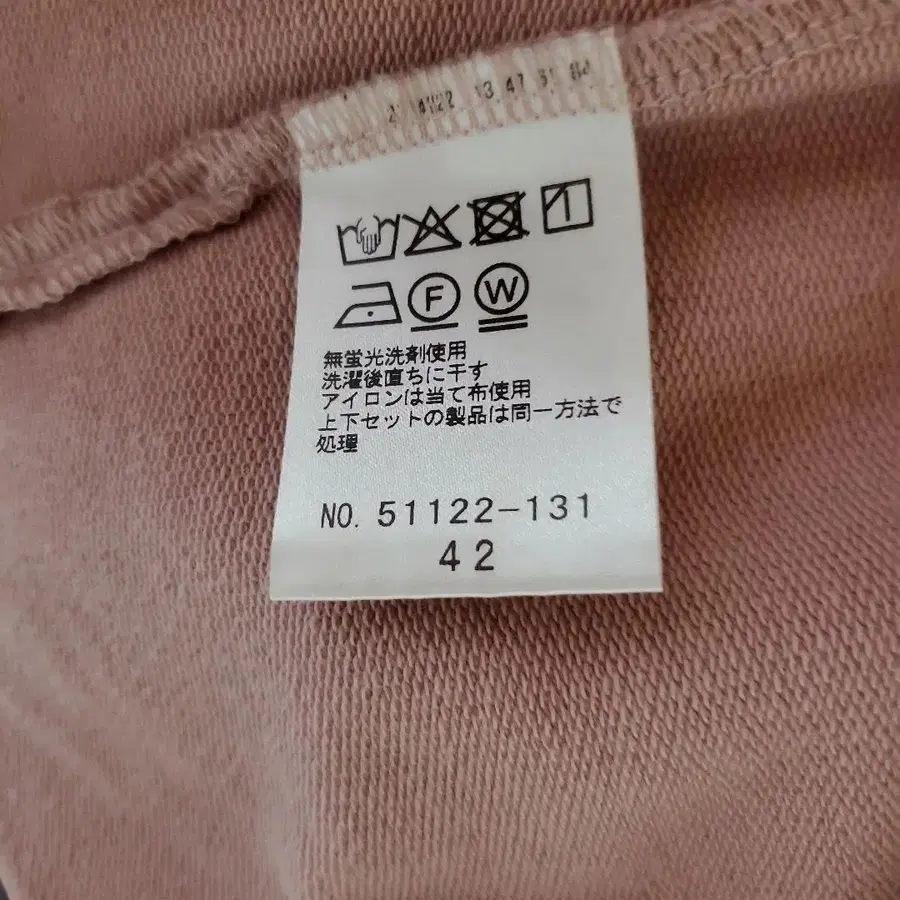 F W
無蛍光洗剤使用
洗濯後直ちに干す
アイロンは当て布使用
上下セットの製品は同一方法で
処理
NO. 51122-131
42